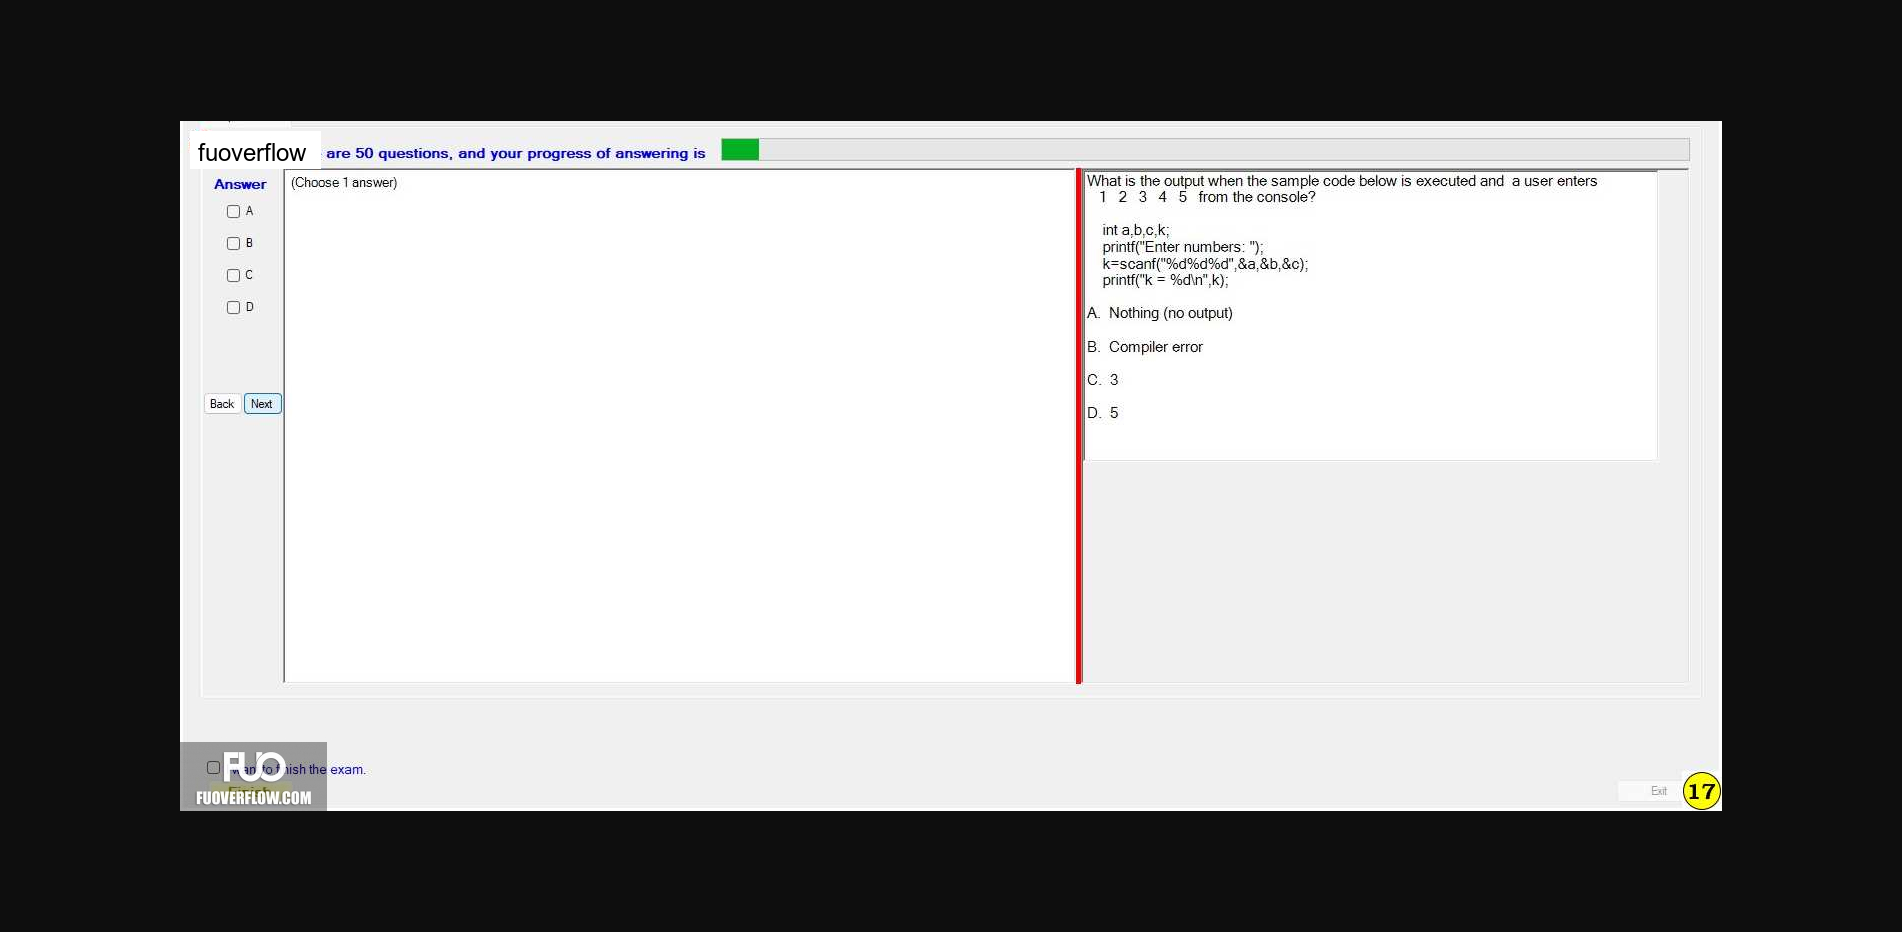 fuoverflow are 50 questions, and your progress of answering is
Answer
(Choose 1 answer)
A
B
C
D
Back Next
What is the output when the sample code below is executed and a user enters
1 2 3 4 5 from the console?
int a,b,c,k;
printf("Enter numbers: ");
k=scanf("%d%d%d",&a,&b,&c);
printf("k = %d\n",k);
A. Nothing (no output)
B. Compiler error
C. 3
D. 5
want to finish the exam.
Finish
FUO
FUOVERFLOW.COM
Exit
17